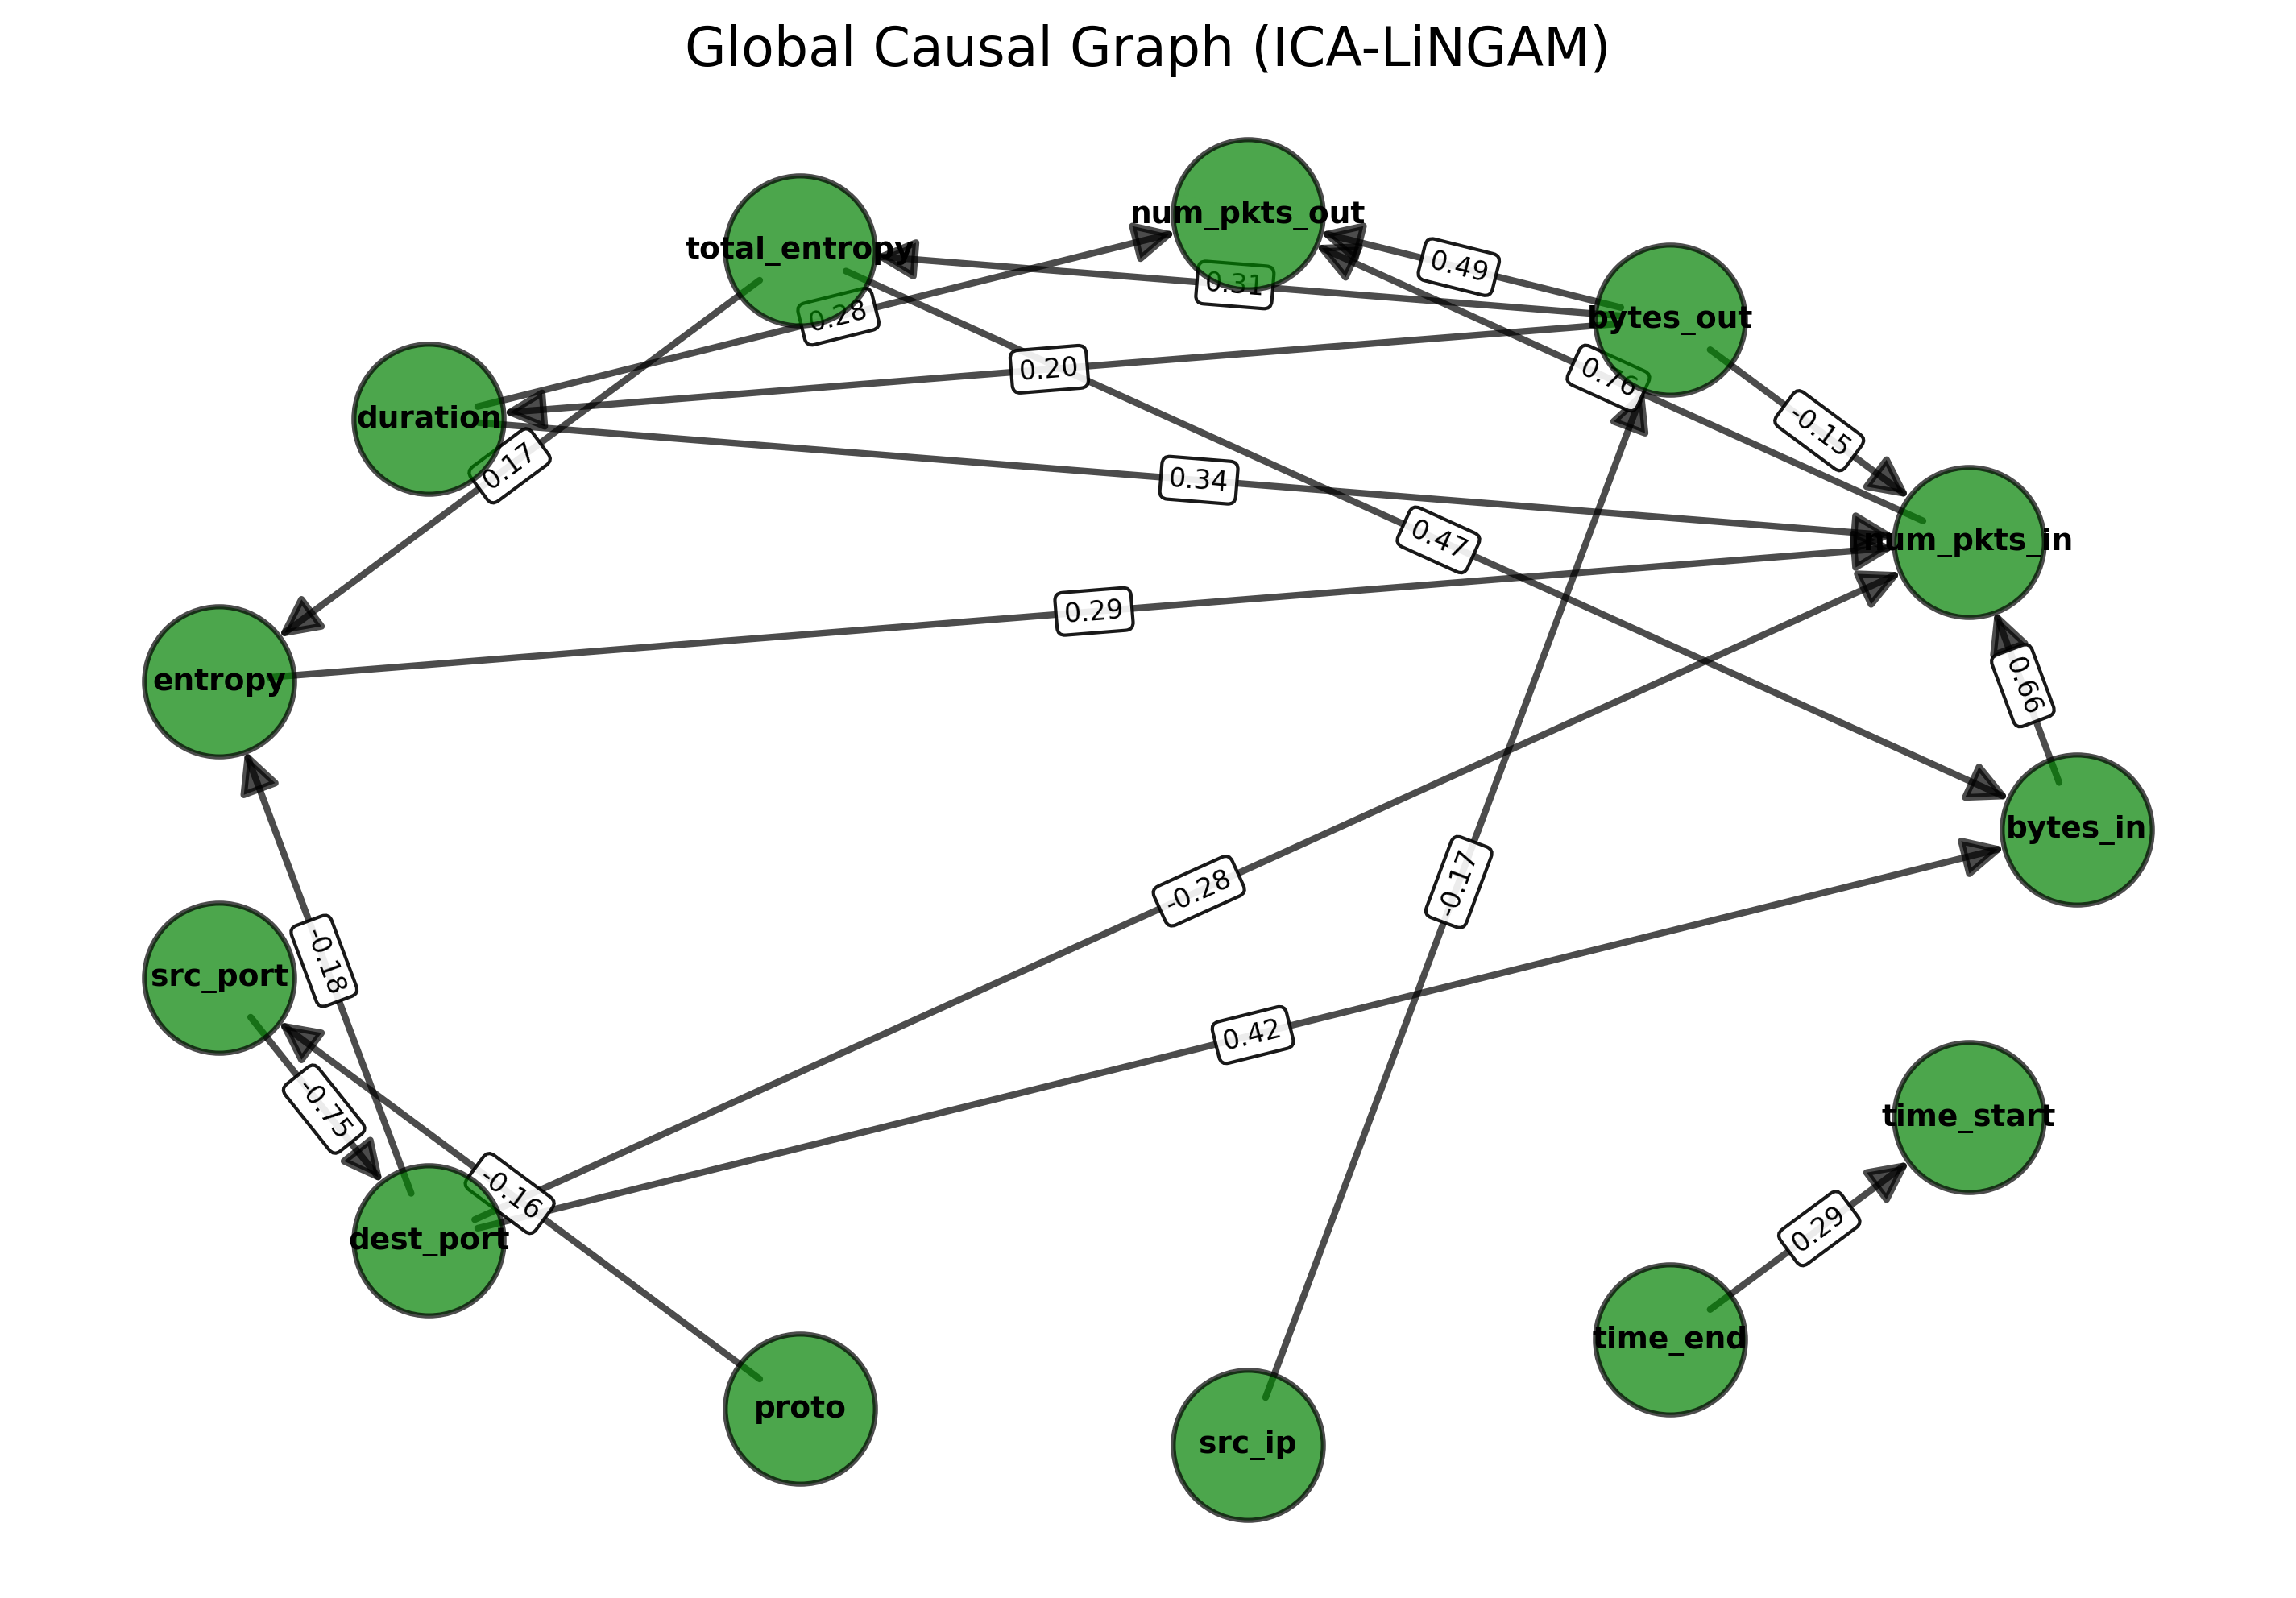 Global Causal Graph (ICA-LiNGAM)
num_pkts_out
total_entropy
0.49
0.31
0.28
bytes_out
0.20
0.76
duration
-0.15
0.17
0.34
0.47
num_pkts_in
0.29
entropy
0.66
bytes_in
-0.28
-0.17
-0.18
src_port
0.42
-0.75
time_start
-0.16
dest_port
0.29
time_end
proto
src_ip